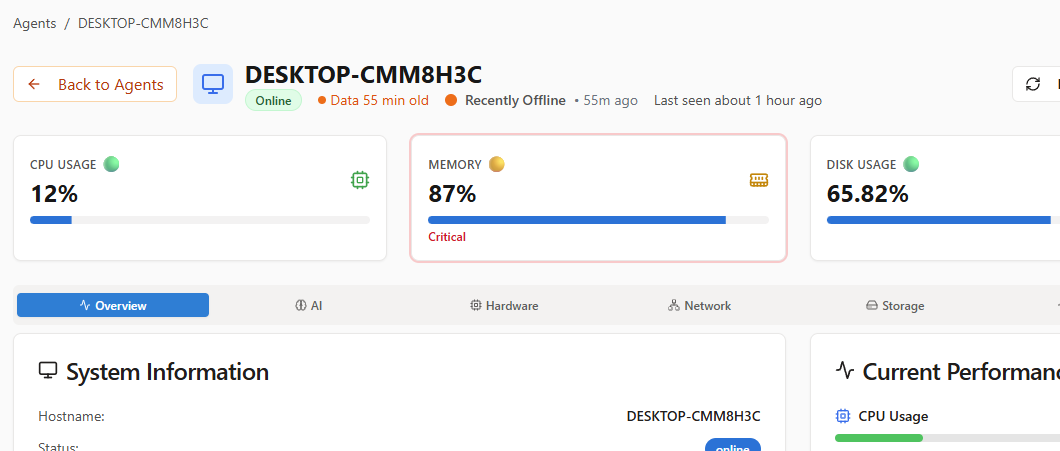 Agents / DESKTOP-CMM8H3C
Back to Agents
DESKTOP-CMM8H3C
Online
Data 55 min old
Recently Offline • 55m ago
Last seen about 1 hour ago
CPU USAGE
12%
MEMORY
87%
Critical
DISK USAGE
65.82%
Overview
AI
Hardware
Network
Storage
System Information
Hostname: DESKTOP-CMM8H3C
Status: online
Current Performanc
CPU Usage